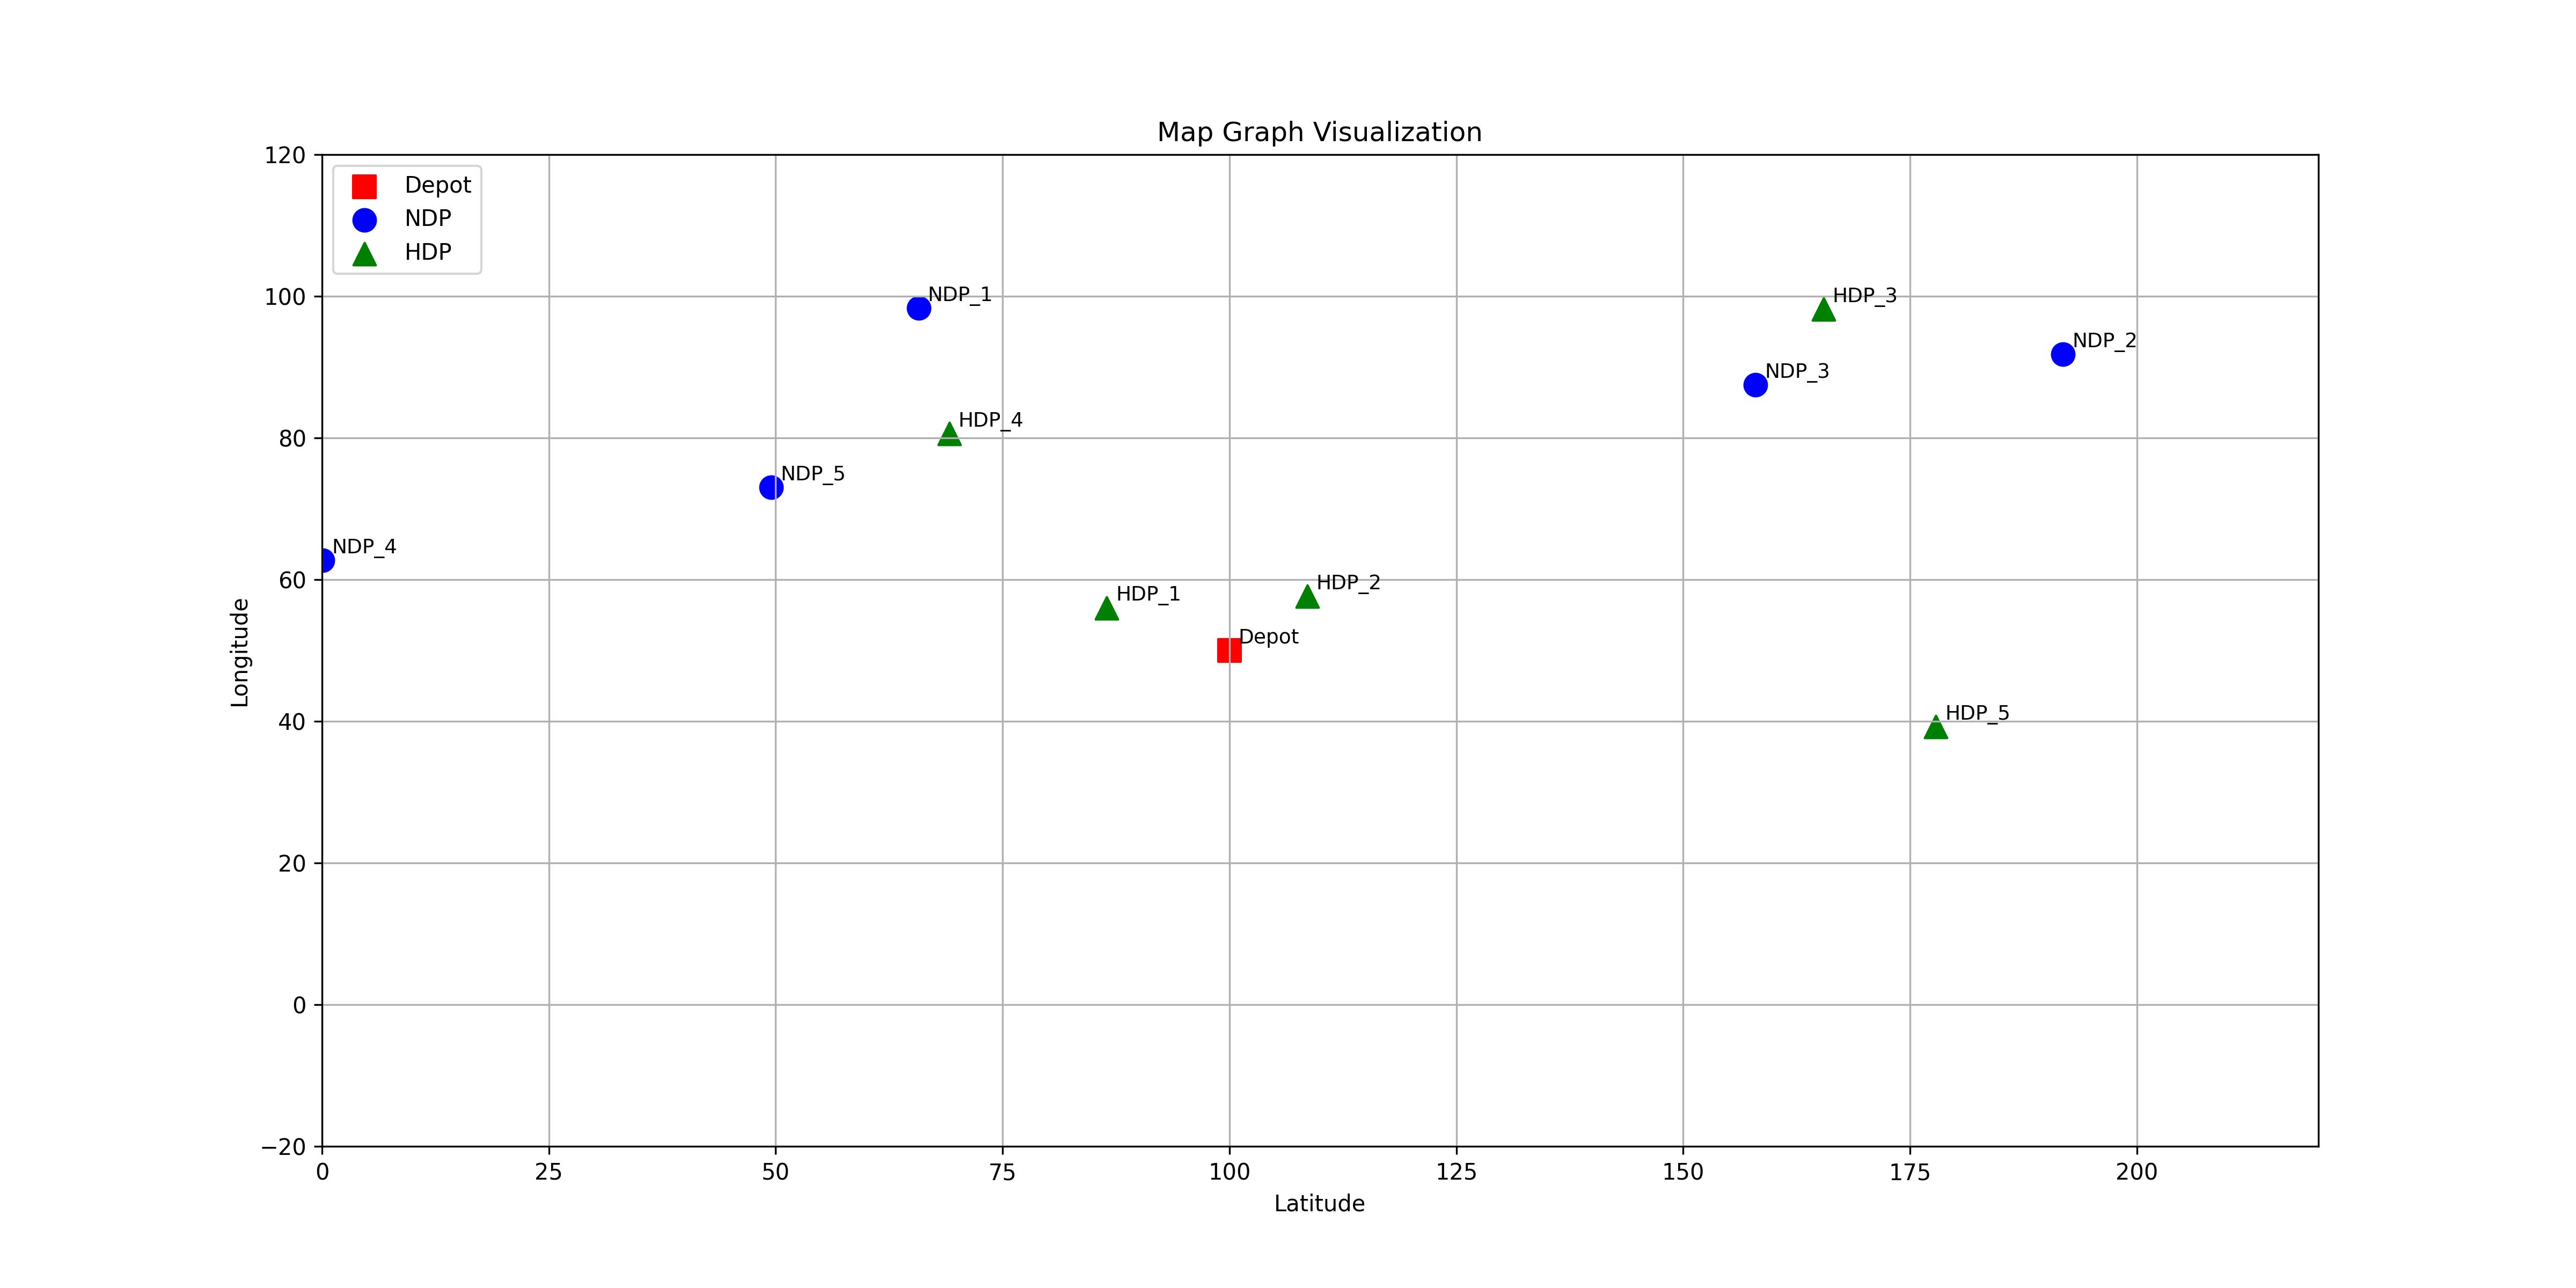 Map Graph Visualization
120
100
80
60
40
20
0
−20
Longitude
Depot
NDP
HDP
NDP_1
HDP_3
NDP_2
NDP_3
HDP_4
NDP_5
NDP_4
HDP_1
HDP_2
Depot
HDP_5
0 25 50 75 100 125 150 175 200
Latitude